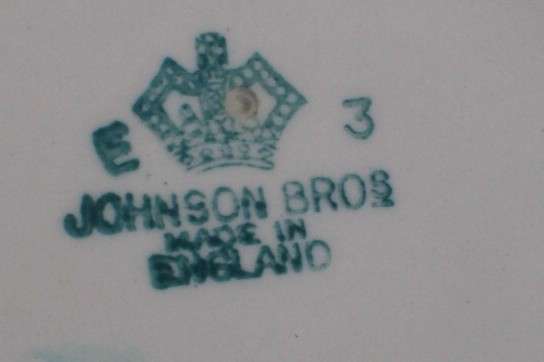 E 3
JOHNSON BROS
MADE IN
ENGLAND